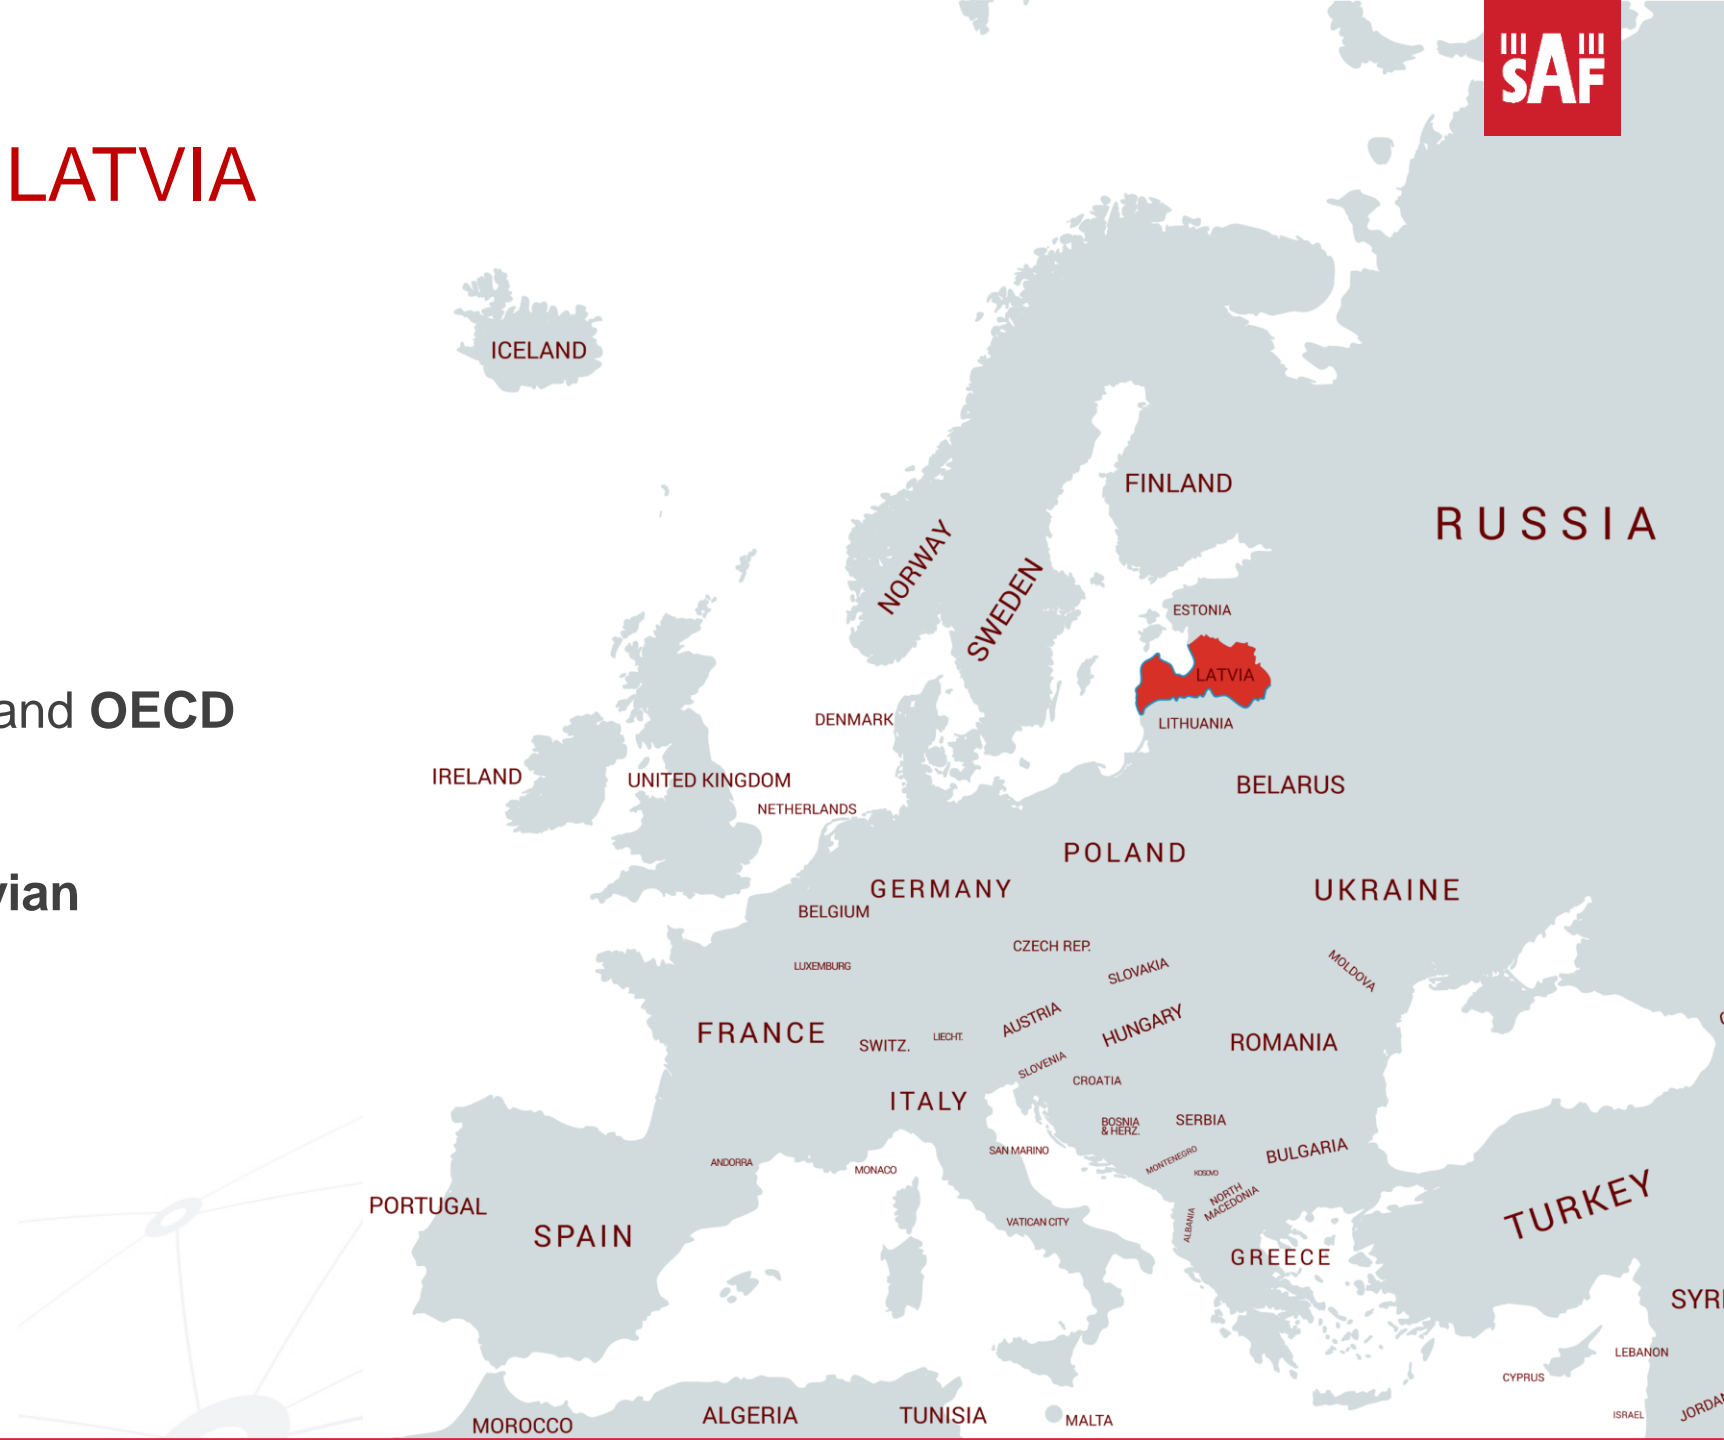 SAF
LATVIA
ICELAND
FINLAND
RUSSIA
NORWAY
SWEDEN
ESTONIA
LATVIA
and OECD
DENMARK
LITHUANIA
IRELAND
UNITED KINGDOM
BELARUS
NETHERLANDS
POLAND
GERMANY
UKRAINE
vian
BELGIUM
CZECH REP.
LUXEMBURG
SLOVAKIA
MOLDOVA
AUSTRIA
HUNGARY
FRANCE
SWITZ.
LIECHT.
ROMANIA
SLOVENIA
CROATIA
ITALY
BOSNIA
& HERZ.
SERBIA
SAN MARINO
BULGARIA
ANDORRA
MONACO
MONTENEGRO
KOSOVO
NORTH
MACEDONIA
PORTUGAL
SPAIN
VATICAN CITY
ALBANIA
TURKEY
GREECE
SYRI
LEBANON
CYPRUS
ISRAEL
JORDAN
MOROCCO
ALGERIA
TUNISIA
MALTA